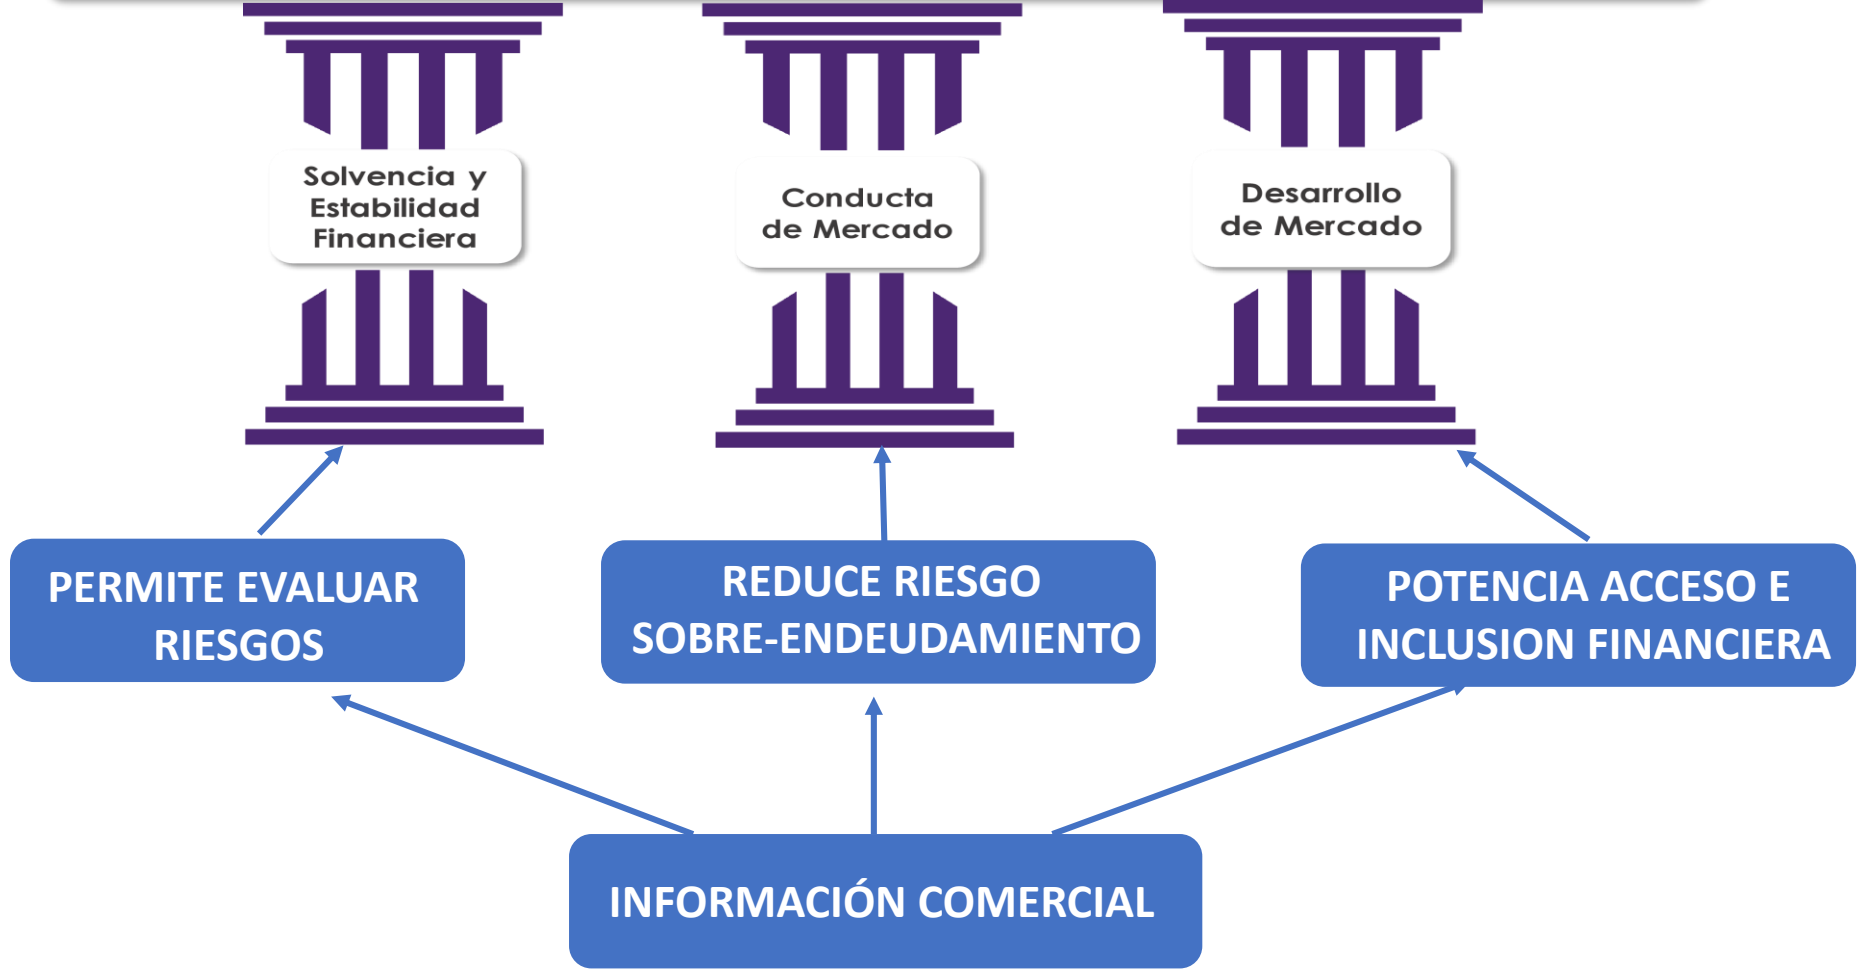 Solvencia y
Estabilidad
Financiera
Conducta
de Mercado
Desarrollo
de Mercado
PERMITE EVALUAR
RIESGOS
REDUCE RIESGO
SOBRE-ENDEUDAMIENTO
POTENCIA ACCESO E
INCLUSION FINANCIERA
INFORMACIÓN COMERCIAL